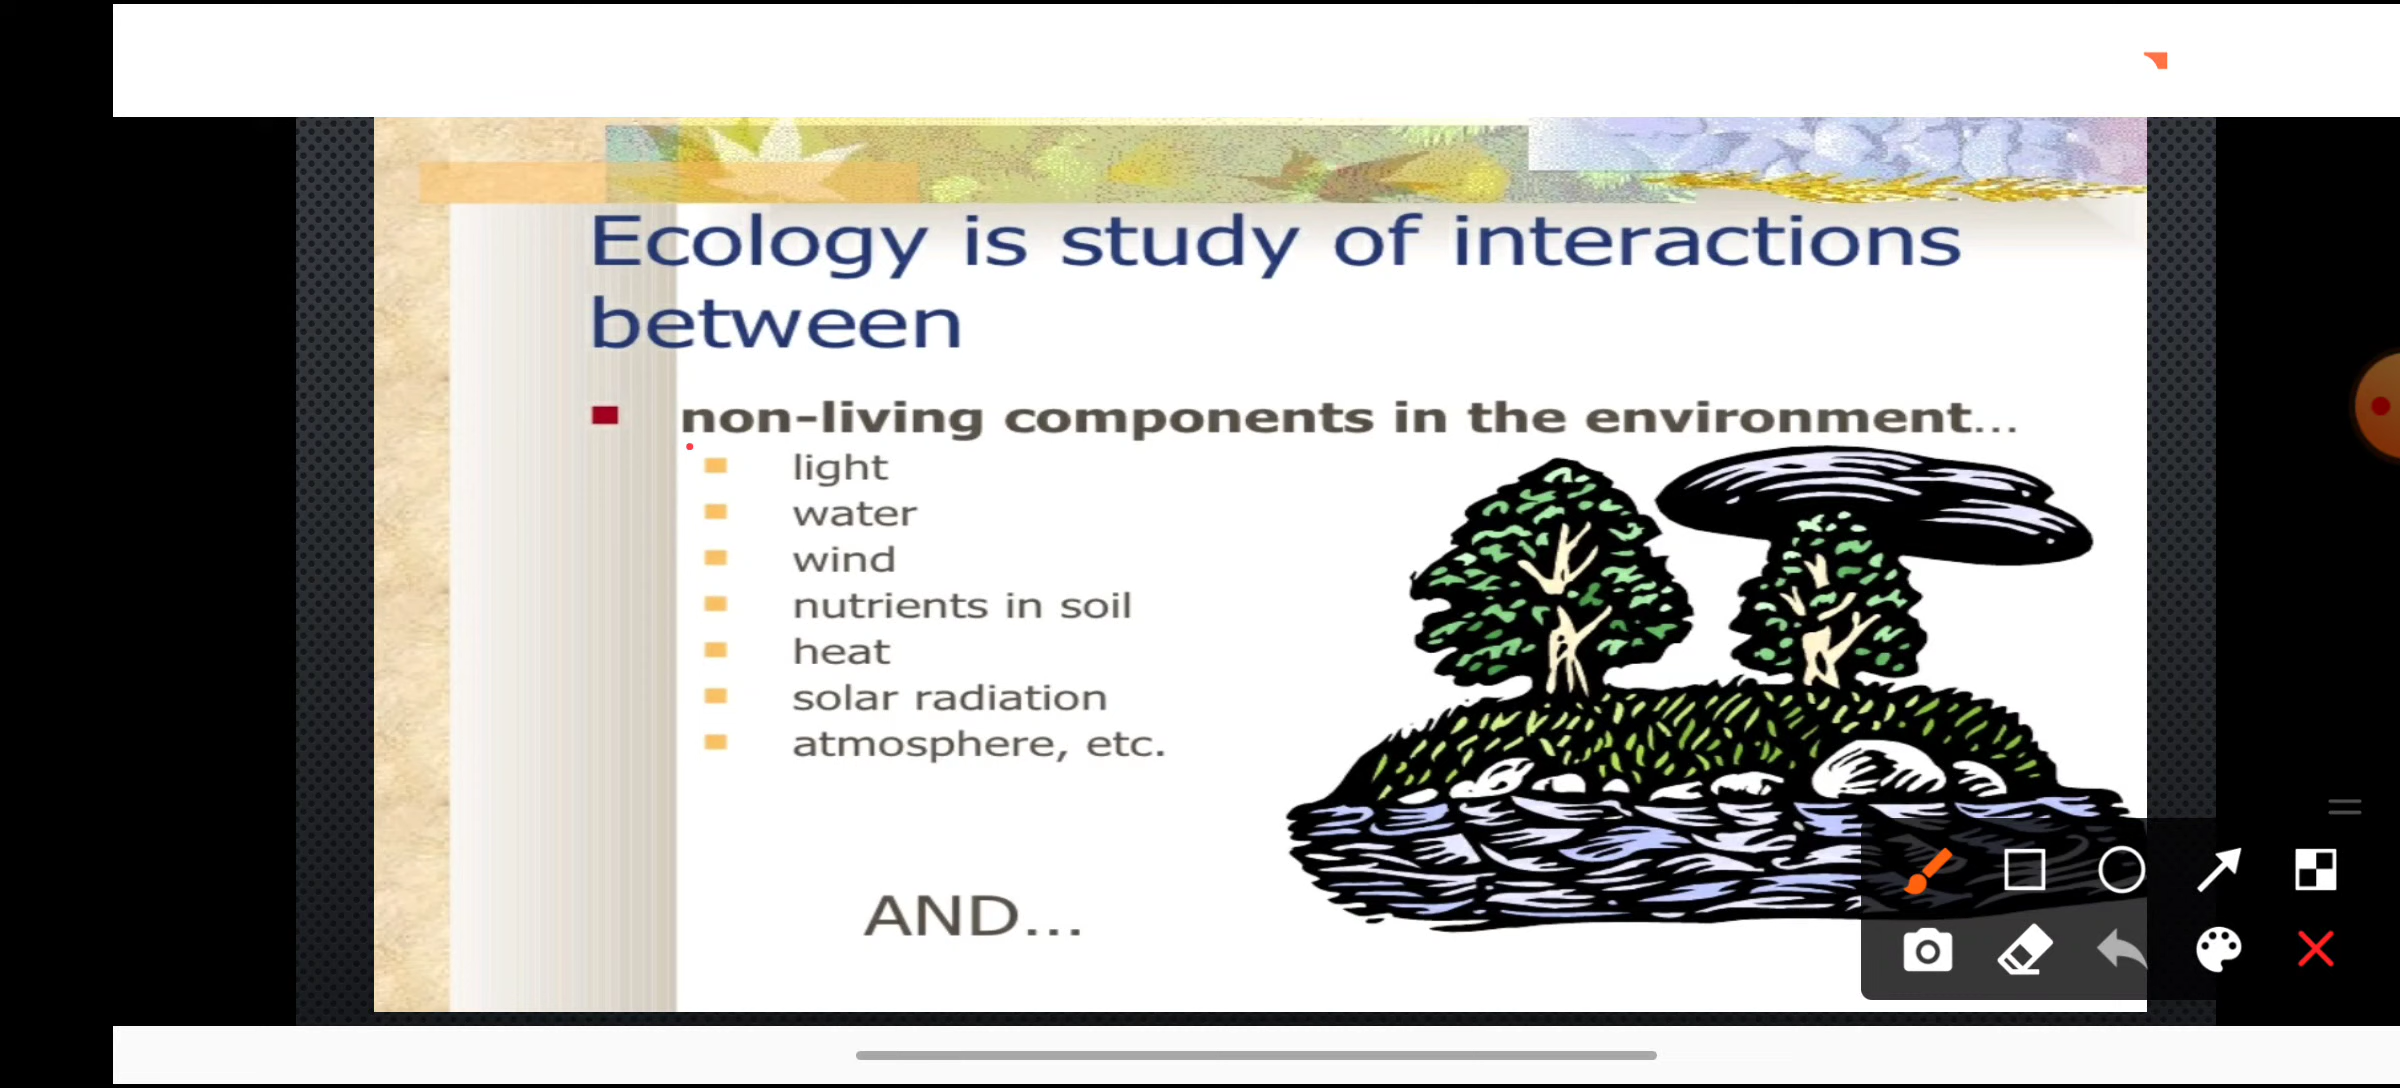 Ecology is study of interactions
between
non-living components in the environment...
light
water
wind
nutrients in soil
heat
solar radiation
atmosphere, etc.
AND...